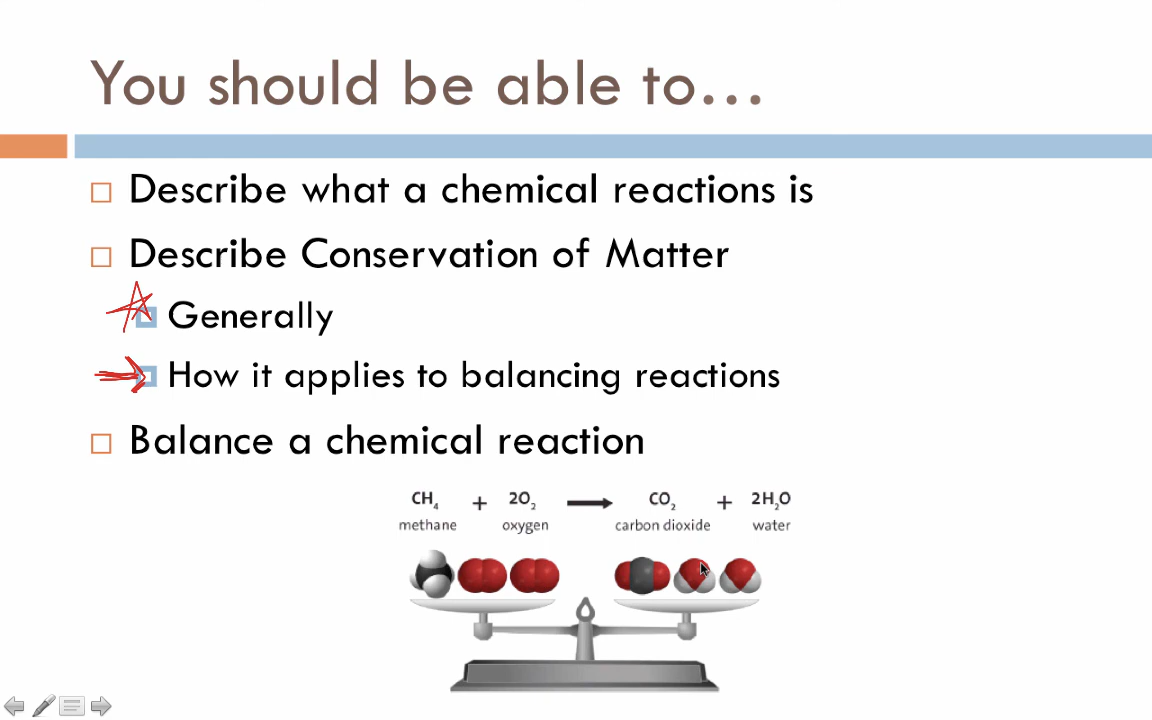 You should be able to…
Describe what a chemical reactions is
Describe Conservation of Matter
Generally
How it applies to balancing reactions
Balance a chemical reaction
CH₄ + 2O₂ → CO₂ + 2H₂O
methane oxygen carbon dioxide water